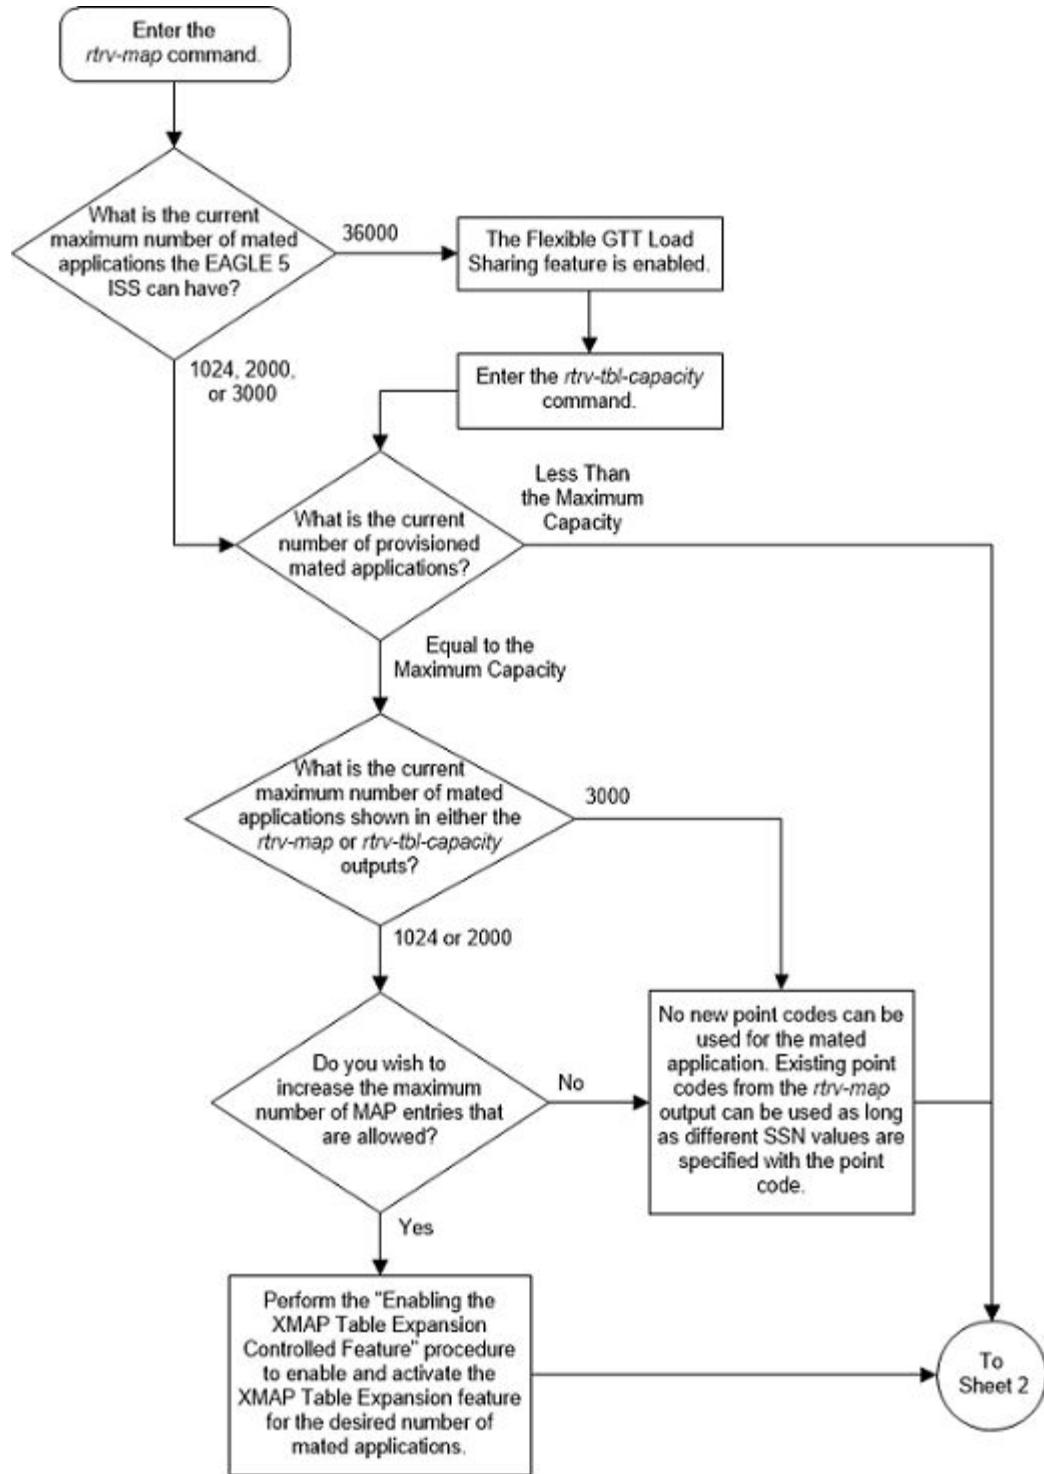 Enter the
rtrv-map command.
What is the current
maximum number of mated
applications the EAGLE 5
ISS can have?
36000
The Flexible GTT Load
Sharing feature is enabled.
1024, 2000,
or 3000
Enter the rtrv-tbl-capacity
command.
Less Than
the Maximum
Capacity
What is the current
number of provisioned
mated applications?
Equal to the
Maximum Capacity
What is the current
maximum number of mated
applications shown in either the
rtrv-map or rtrv-tbl-capacity
outputs?
3000
1024 or 2000
No new point codes can be
used for the mated
application. Existing point
codes from the rtrv-map
output can be used as long
as different SSN values are
specified with the point
code.
Do you wish to
increase the maximum
number of MAP entries that
are allowed?
No
Yes
Perform the "Enabling the
XMAP Table Expansion
Controlled Feature" procedure
to enable and activate the
XMAP Table Expansion feature
for the desired number of
mated applications.
To
Sheet 2